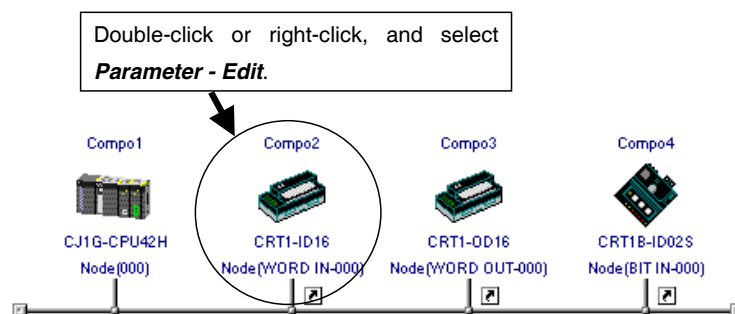 Double-click or right-click, and select
Parameter - Edit.
Compo1 Compo2 Compo3 Compo4
CJ1G-CPU42H CRT1-ID16 CRT1-OD16 CRT1B-ID02S
Node(000) Node(WORD IN-000) Node(WORD OUT-000) Node(BIT IN-000)